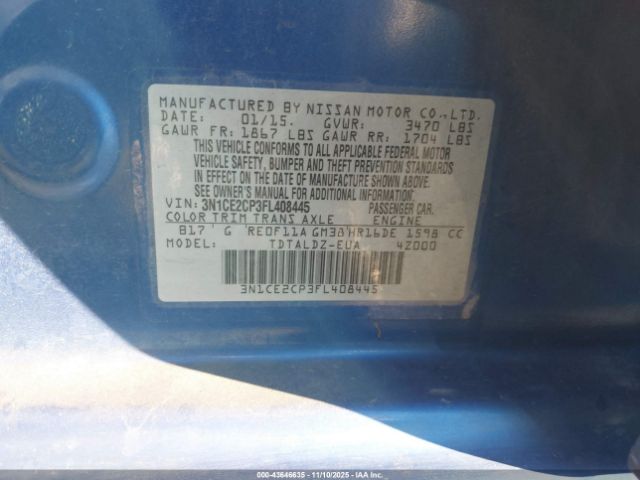 MANUFACTURED BY NISSAN MOTOR CO.,LTD.
DATE: 01/15. GVWR: 3470 LBS
GAWR FR: 1867 LBS GAWR RR: 1704 LBS
THIS VEHICLE CONFORMS TO ALL APPLICABLE FEDERAL MOTOR
VEHICLE SAFETY, BUMPER AND THEFT PREVENTION STANDARDS
IN EFFECT ON THE DATE OF MANUFACTURE SHOWN ABOVE.
SEE OWNER'S MANUAL FOR ADDITIONAL INFORMATION.
VIN: 3N1CE2CP3FL408445 PASSENGER CAR.
COLOR TRIM TRANS AXLE ENGINE
B17 G RE0F11A GM38 HR16DE 1598 CC
MODEL: TDTALDZ-EUA 4Z000
3N1CE2CP3FL408445
000-43646635 - 11/10/2025 - IAAI Customer